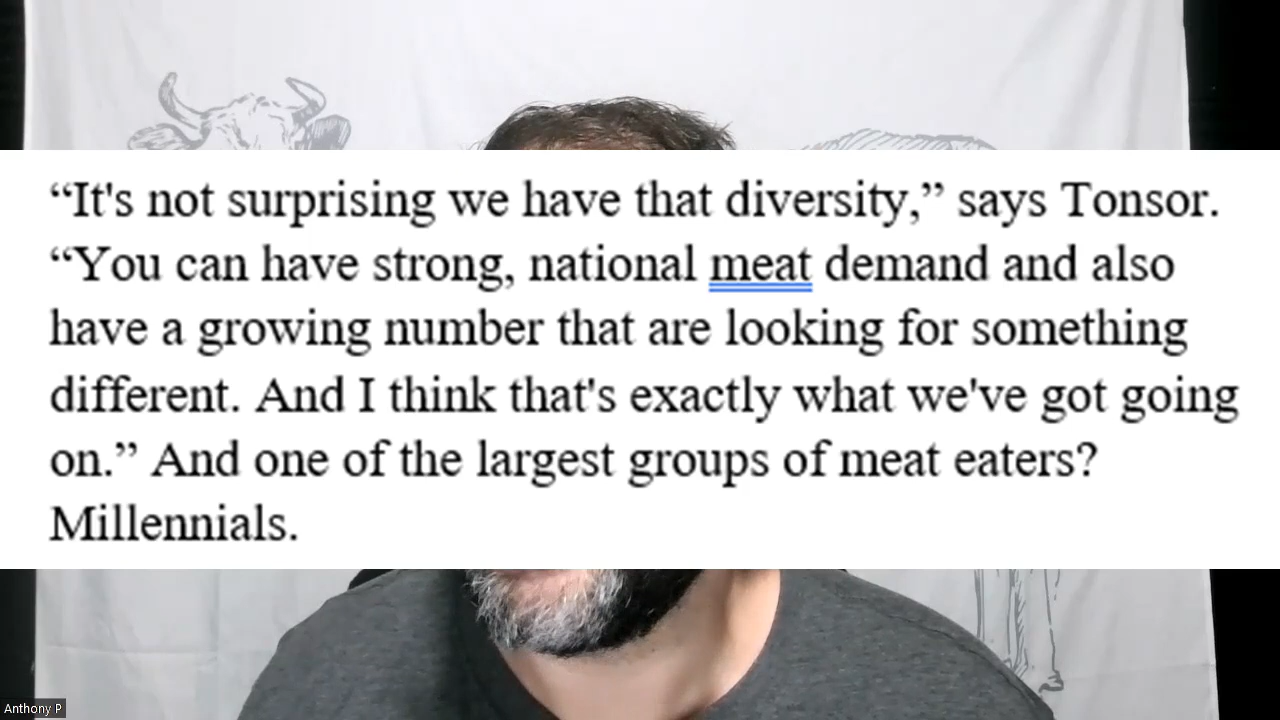 “It's not surprising we have that diversity,” says Tonsor.
“You can have strong, national meat demand and also
have a growing number that are looking for something
different. And I think that's exactly what we've got going
on.” And one of the largest groups of meat eaters?
Millennials.
Anthony P